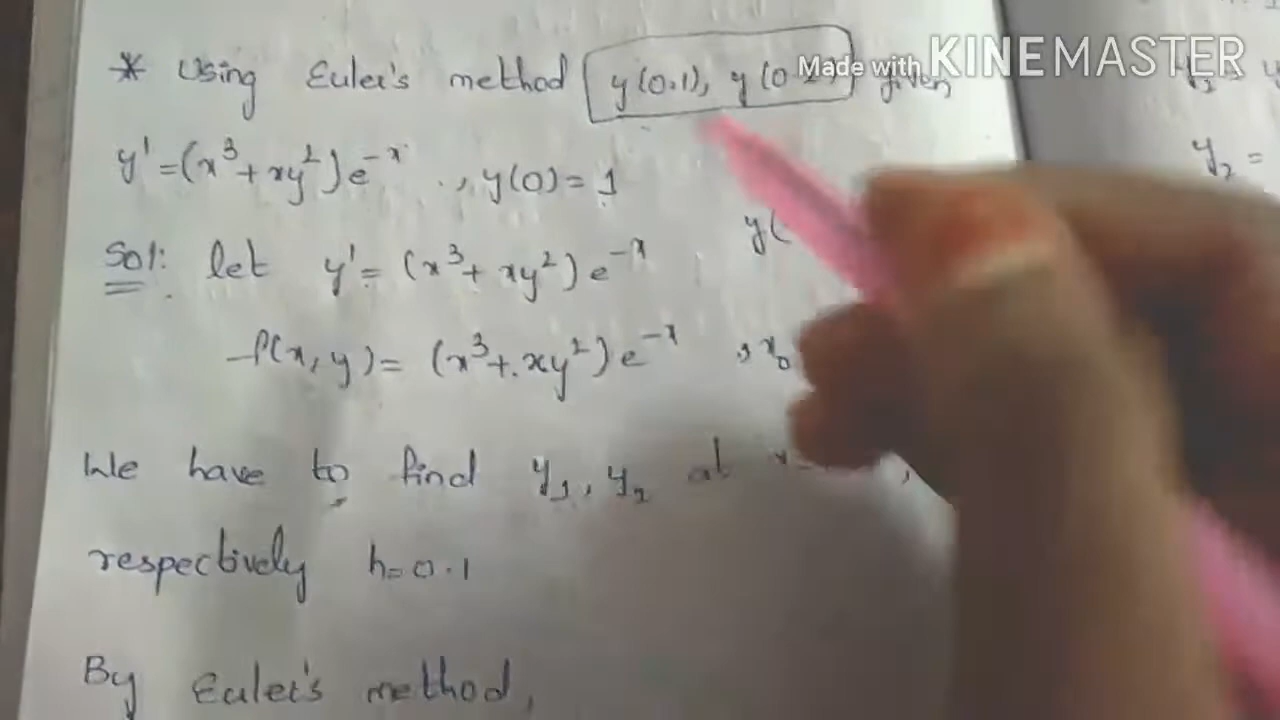 * Using Euler's method y(0.1), y(0.2) given
Made with KINEMASTER
y' = (x³ + xy²) e⁻ˣ , y(0) = 1
y₂ =
Sol: let y' = (x³ + xy²) e⁻ˣ y(
f(x, y) = (x³ + xy²) e⁻ˣ , x₀
We have to find y₁, y₂ at
respectively h = 0.1
By Euler's method,